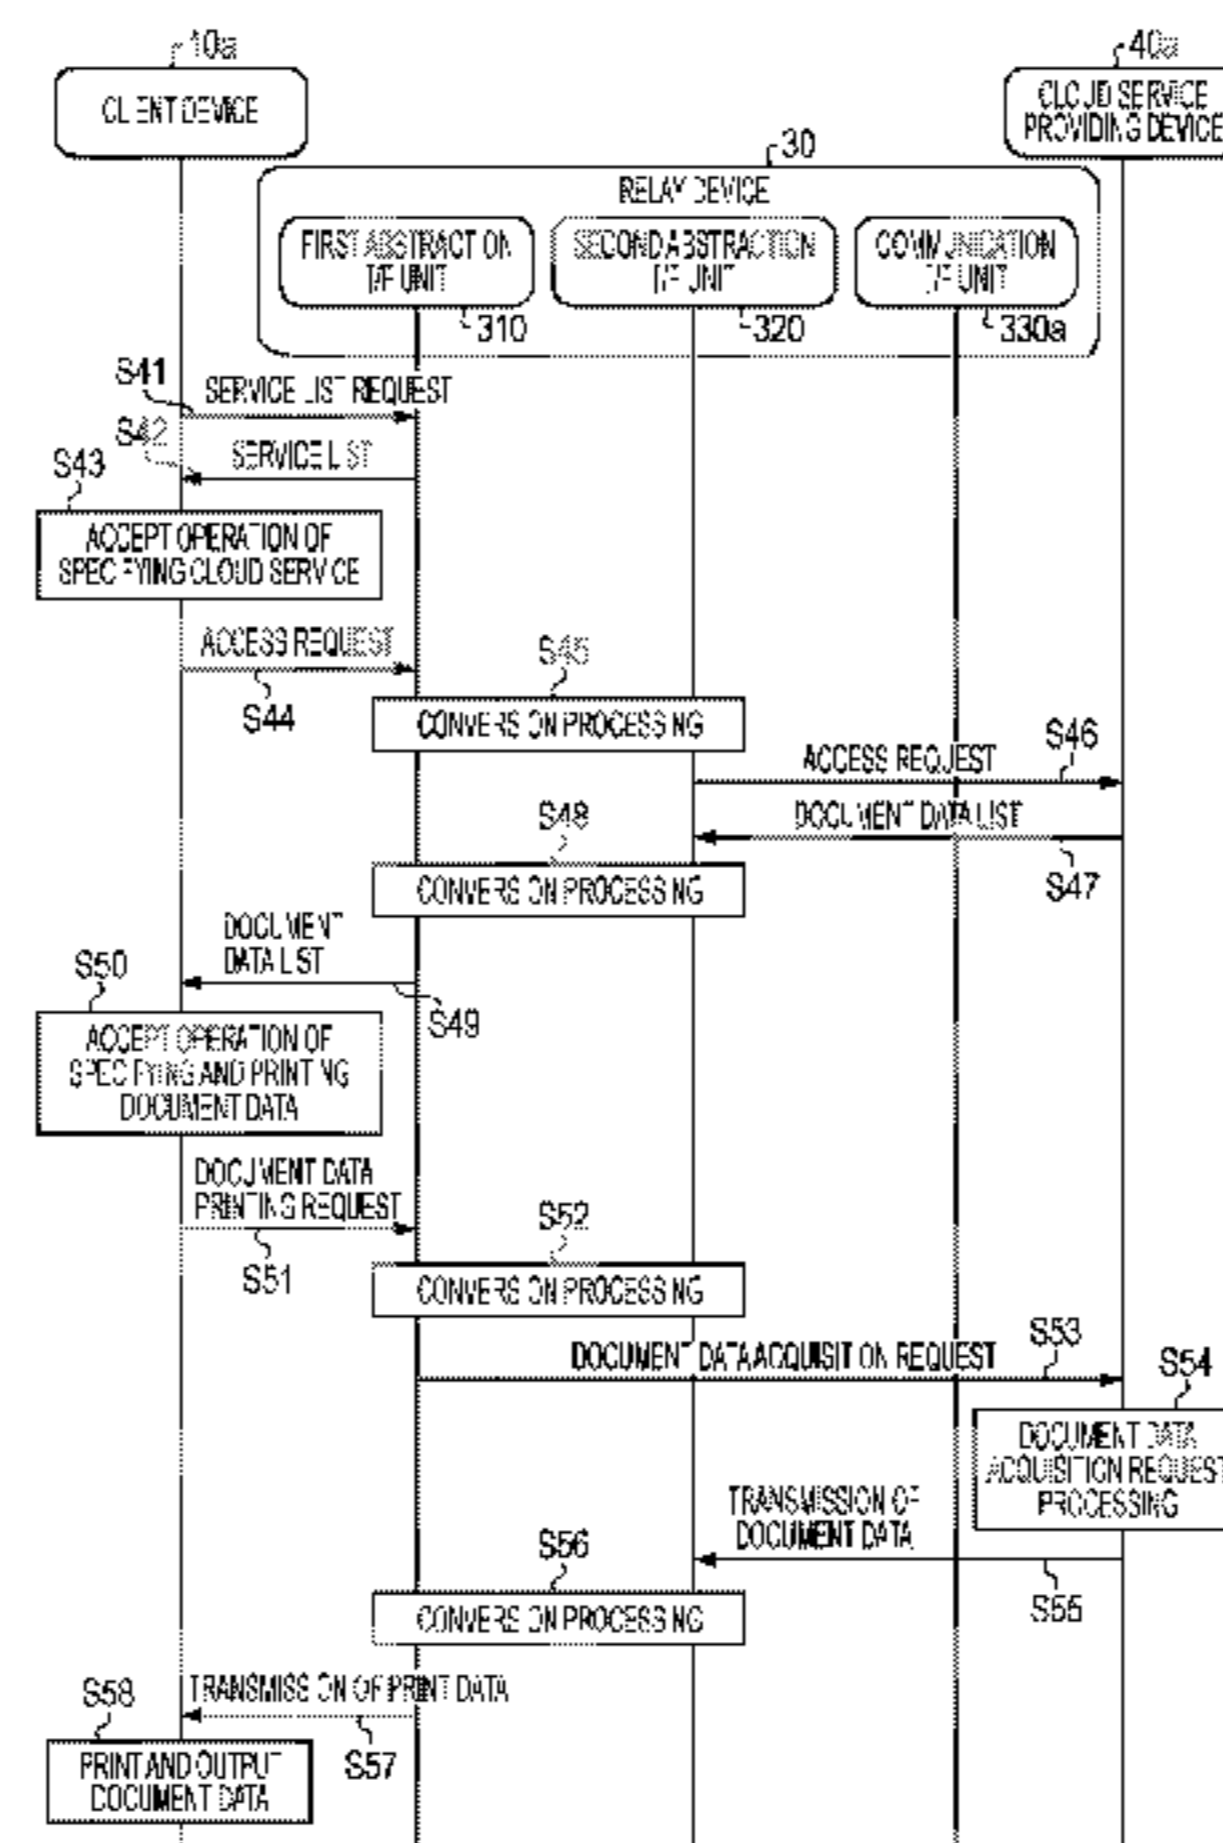 10a
CLIENT DEVICE
40a
CLOUD SERVICE
PROVIDING DEVICE
30
RELAY DEVICE
FIRST ABSTRACTION
I/F UNIT
310
SECOND ABSTRACTION
I/F UNIT
320
COMMUNICATION
I/F UNIT
330a
S41
SERVICE LIST REQUEST
S42
SERVICE LIST
S43
ACCEPT OPERATION OF
SPECIFYING CLOUD SERVICE
ACCESS REQUEST
S44
S45
CONVERSION PROCESSING
S46
ACCESS REQUEST
DOCUMENT DATA LIST
S47
S48
CONVERSION PROCESSING
DOCUMENT
DATA LIST
S49
S50
ACCEPT OPERATION OF
SPECIFYING AND PRINTING
DOCUMENT DATA
DOCUMENT DATA
PRINTING REQUEST
S51
S52
CONVERSION PROCESSING
S53
DOCUMENT DATA ACQUISITION REQUEST
S54
DOCUMENT DATA
ACQUISITION REQUEST
PROCESSING
TRANSMISSION OF
DOCUMENT DATA
S55
S56
CONVERSION PROCESSING
TRANSMISSION OF PRINT DATA
S57
S58
PRINT AND OUTPUT
DOCUMENT DATA